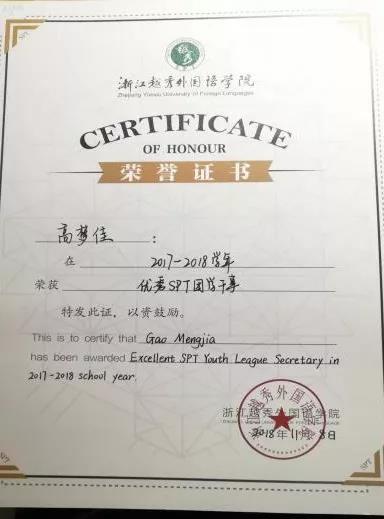 浙江越秀外国语学院
Zhejiang Yuexiu University of Foreign Languages
CERTIFICATE
OF HONOUR
荣誉证书
高梦佳 :
在 2017-2018学年
荣获 优秀SPT团学干事
特发此证，以资鼓励。
This is to certify that Gao Mengjia
has been awarded Excellent SPT Youth League Secretary in
2017-2018 school year.
浙江越秀外国语学院
2018年11月8日